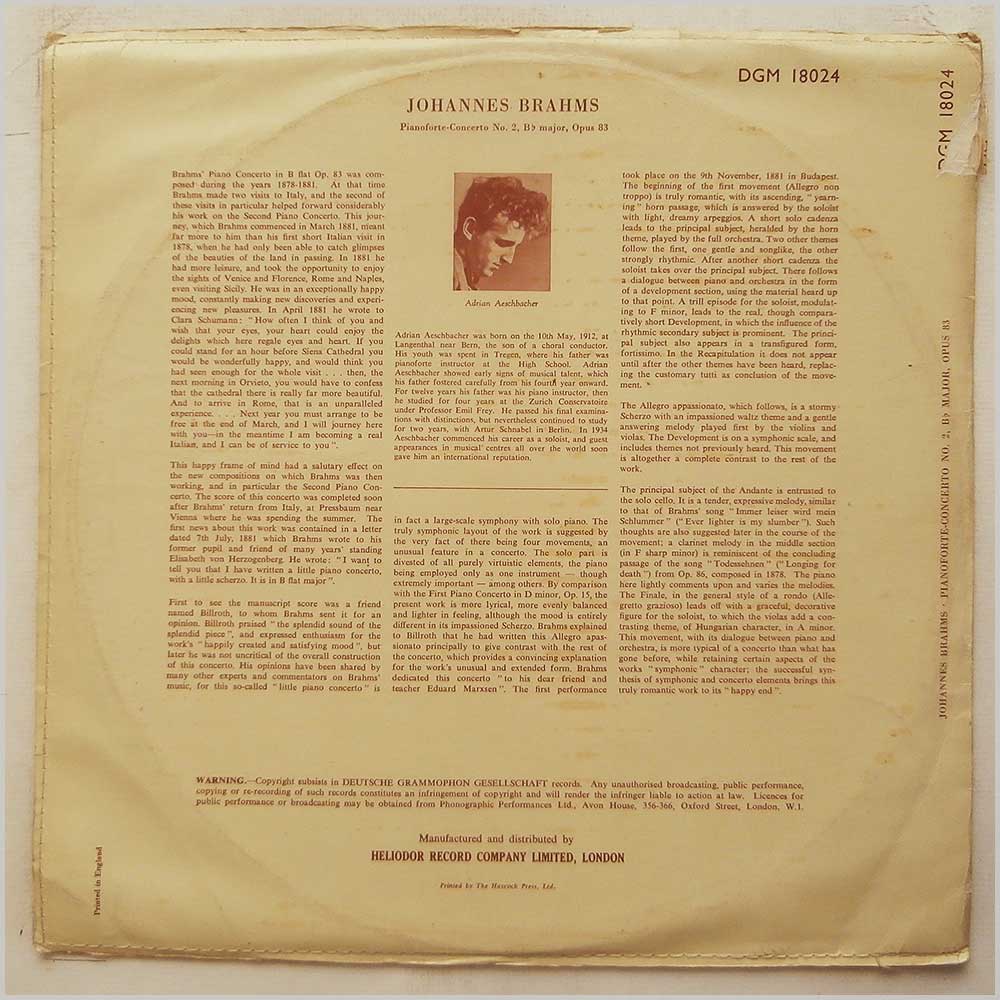 DGM 18024
JOHANNES BRAHMS
Pianoforte-Concerto No. 2, B♭ major, Opus 83
Brahms' Piano Concerto in B flat Op. 83 was com-
posed during the years 1878-1881. At that time
Brahms made two visits to Italy, and the second of
these visits in particular helped forward considerably
his work on the Second Piano Concerto. This jour-
ney, which Brahms commenced in March 1881, meant
far more to him than his first short Italian visit in
1878, when he had only been able to catch glimpses
of the beauties of the land in passing. In 1881 he
had more leisure, and took the opportunity to enjoy
the sights of Venice and Florence, Rome and Naples,
even visiting Sicily. He was in an exceptionally happy
mood, constantly making new discoveries and experi-
encing new pleasures. In April 1881 he wrote to
Clara Schumann: "How often I think of you and
wish that your eyes, your heart could enjoy the
delights which here regale eyes and heart. If you
could stand for an hour before Siena Cathedral you
would be wonderfully happy, and would think you
had seen enough for the whole visit . . . then, the
next morning in Orvieto, you would have to confess
that the cathedral there is really far more beautiful.
And to arrive in Rome, that is an unparalleled
experience. . . . Next year you must arrange to be
free at the end of March, and I will journey here
with you—in the meantime I am becoming a real
Italian, and I can be of service to you".
This happy frame of mind had a salutary effect on
the new compositions on which Brahms was then
working, and in particular the Second Piano Con-
certo. The score of this concerto was completed soon
after Brahms' return from Italy, at Pressbaum near
Vienna where he was spending the summer. The
first news about this work was contained in a letter
dated 7th July, 1881 which Brahms wrote to his
former pupil and friend of many years' standing
Elisabeth von Herzogenberg. He wrote: "I want to
tell you that I have written a little piano concerto,
with a little scherzo. It is in B flat major".
First to see the manuscript score was a friend
named Billroth, to whom Brahms sent it for an
opinion. Billroth praised "the splendid sound of the
splendid piece", and expressed enthusiasm for the
work's "happily created and satisfying mood", but
later he was not uncritical of the overall construction
of this concerto. His opinions have been shared by
many other experts and commentators on Brahms'
music, for this so-called "little piano concerto" is
Adrian Aeschbacher
Adrian Aeschbacher was born on the 10th May, 1912, at
Langenthal near Bern, the son of a choral conductor.
His youth was spent in Trogen, where his father was
pianoforte instructor at the High School. Adrian
Aeschbacher showed early signs of musical talent, which
his father fostered carefully from his fourth year onward.
For twelve years his father was his piano instructor, then
he studied for four years at the Zurich Conservatoire
under Professor Emil Frey. He passed his final examina-
tions with distinctions, but nevertheless continued to study
for two years, with Artur Schnabel in Berlin. In 1934
Aeschbacher commenced his career as a soloist, and guest
appearances in musical centres all over the world soon
gave him an international reputation.
in fact a large-scale symphony with solo piano. The
truly symphonic layout of the work is suggested by
the very fact of there being four movements, an
unusual feature in a concerto. The solo part is
divested of all purely virtuistic elements, the piano
being employed only as one instrument — though
extremely important — among others. By comparison
with the First Piano Concerto in D minor, Op. 15, the
present work is more lyrical, more evenly balanced
and lighter in feeling, although the mood is entirely
different in its impassioned Scherzo. Brahms explained
to Billroth that he had written this Allegro apas-
sionato principally to give contrast with the rest of
the concerto, which provides a convincing explanation
for the work's unusual and extended form. Brahms
dedicated this concerto "to his dear friend and
teacher Eduard Marxsen". The first performance
took place on the 9th November, 1881 in Budapest.
The beginning of the first movement (Allegro non
troppo) is truly romantic, with its ascending, "yearn-
ing" horn passage, which is answered by the soloist
with light, dreamy arpeggios. A short solo cadenza
leads to the principal subject, heralded by the horn
theme, played by the full orchestra. Two other themes
follow the first, one gentle and songlike, the other
strongly rhythmic. After another short cadenza the
soloist takes over the principal subject. There follows
a dialogue between piano and orchestra in the form
of a development section, using the material heard up
to that point. A trill episode for the soloist, modulat-
ing to F minor, leads to the real, though compara-
tively short Development, in which the influence of the
rhythmic secondary subject is prominent. The princi-
pal subject also appears in a transfigured form,
fortissimo. In the Recapitulation it does not appear
until after the other themes have been heard, replac-
ing the customary tutti as conclusion of the move-
ment.
The Allegro appassionato, which follows, is a stormy
Scherzo with an impassioned waltz theme and a gentle
answering melody played first by the violins and
violas. The Development is on a symphonic scale, and
includes themes not previously heard. This movement
is altogether a complete contrast to the rest of the
work.
The principal subject of the Andante is entrusted to
the solo cello. It is a tender, expressive melody, similar
to that of Brahms' song "Immer leiser wird mein
Schlummer" ("Ever lighter is my slumber"). Such
thoughts are also suggested later in the course of the
movement: a clarinet melody in the middle section
(in F sharp minor) is reminiscent of the concluding
passage of the song "Todessehnen" ("Longing for
death") from Op. 86, composed in 1878. The piano
here lightly comments upon and varies the melodies.
The Finale, in the general style of a rondo (Alle-
gretto grazioso) leads off with a graceful, decorative
figure for the soloist, to which the violas add a con-
trasting theme, of Hungarian character, in A minor.
This movement, with its dialogue between piano and
orchestra, is more typical of a concerto than what has
gone before, while retaining certain aspects of the
works "symphonic" character; the successful syn-
thesis of symphonic and concerto elements brings this
truly romantic work to its "happy end".
WARNING.—Copyright subsists in DEUTSCHE GRAMMOPHON GESELLSCHAFT records. Any unauthorised broadcasting, public performance,
copying or re-recording of such records constitutes an infringement of copyright and will render the infringer liable to action at law. Licences for
public performance or broadcasting may be obtained from Phonographic Performances Ltd., Avon House, 356-366, Oxford Street, London, W.1.
Manufactured and distributed by
HELIODOR RECORD COMPANY LIMITED, LONDON
Printed by The Hascock Press, Ltd.
Printed in England
DGM 18024
JOHANNES BRAHMS · PIANOFORTE-CONCERTO NO. 2, B♭ MAJOR, OPUS 83